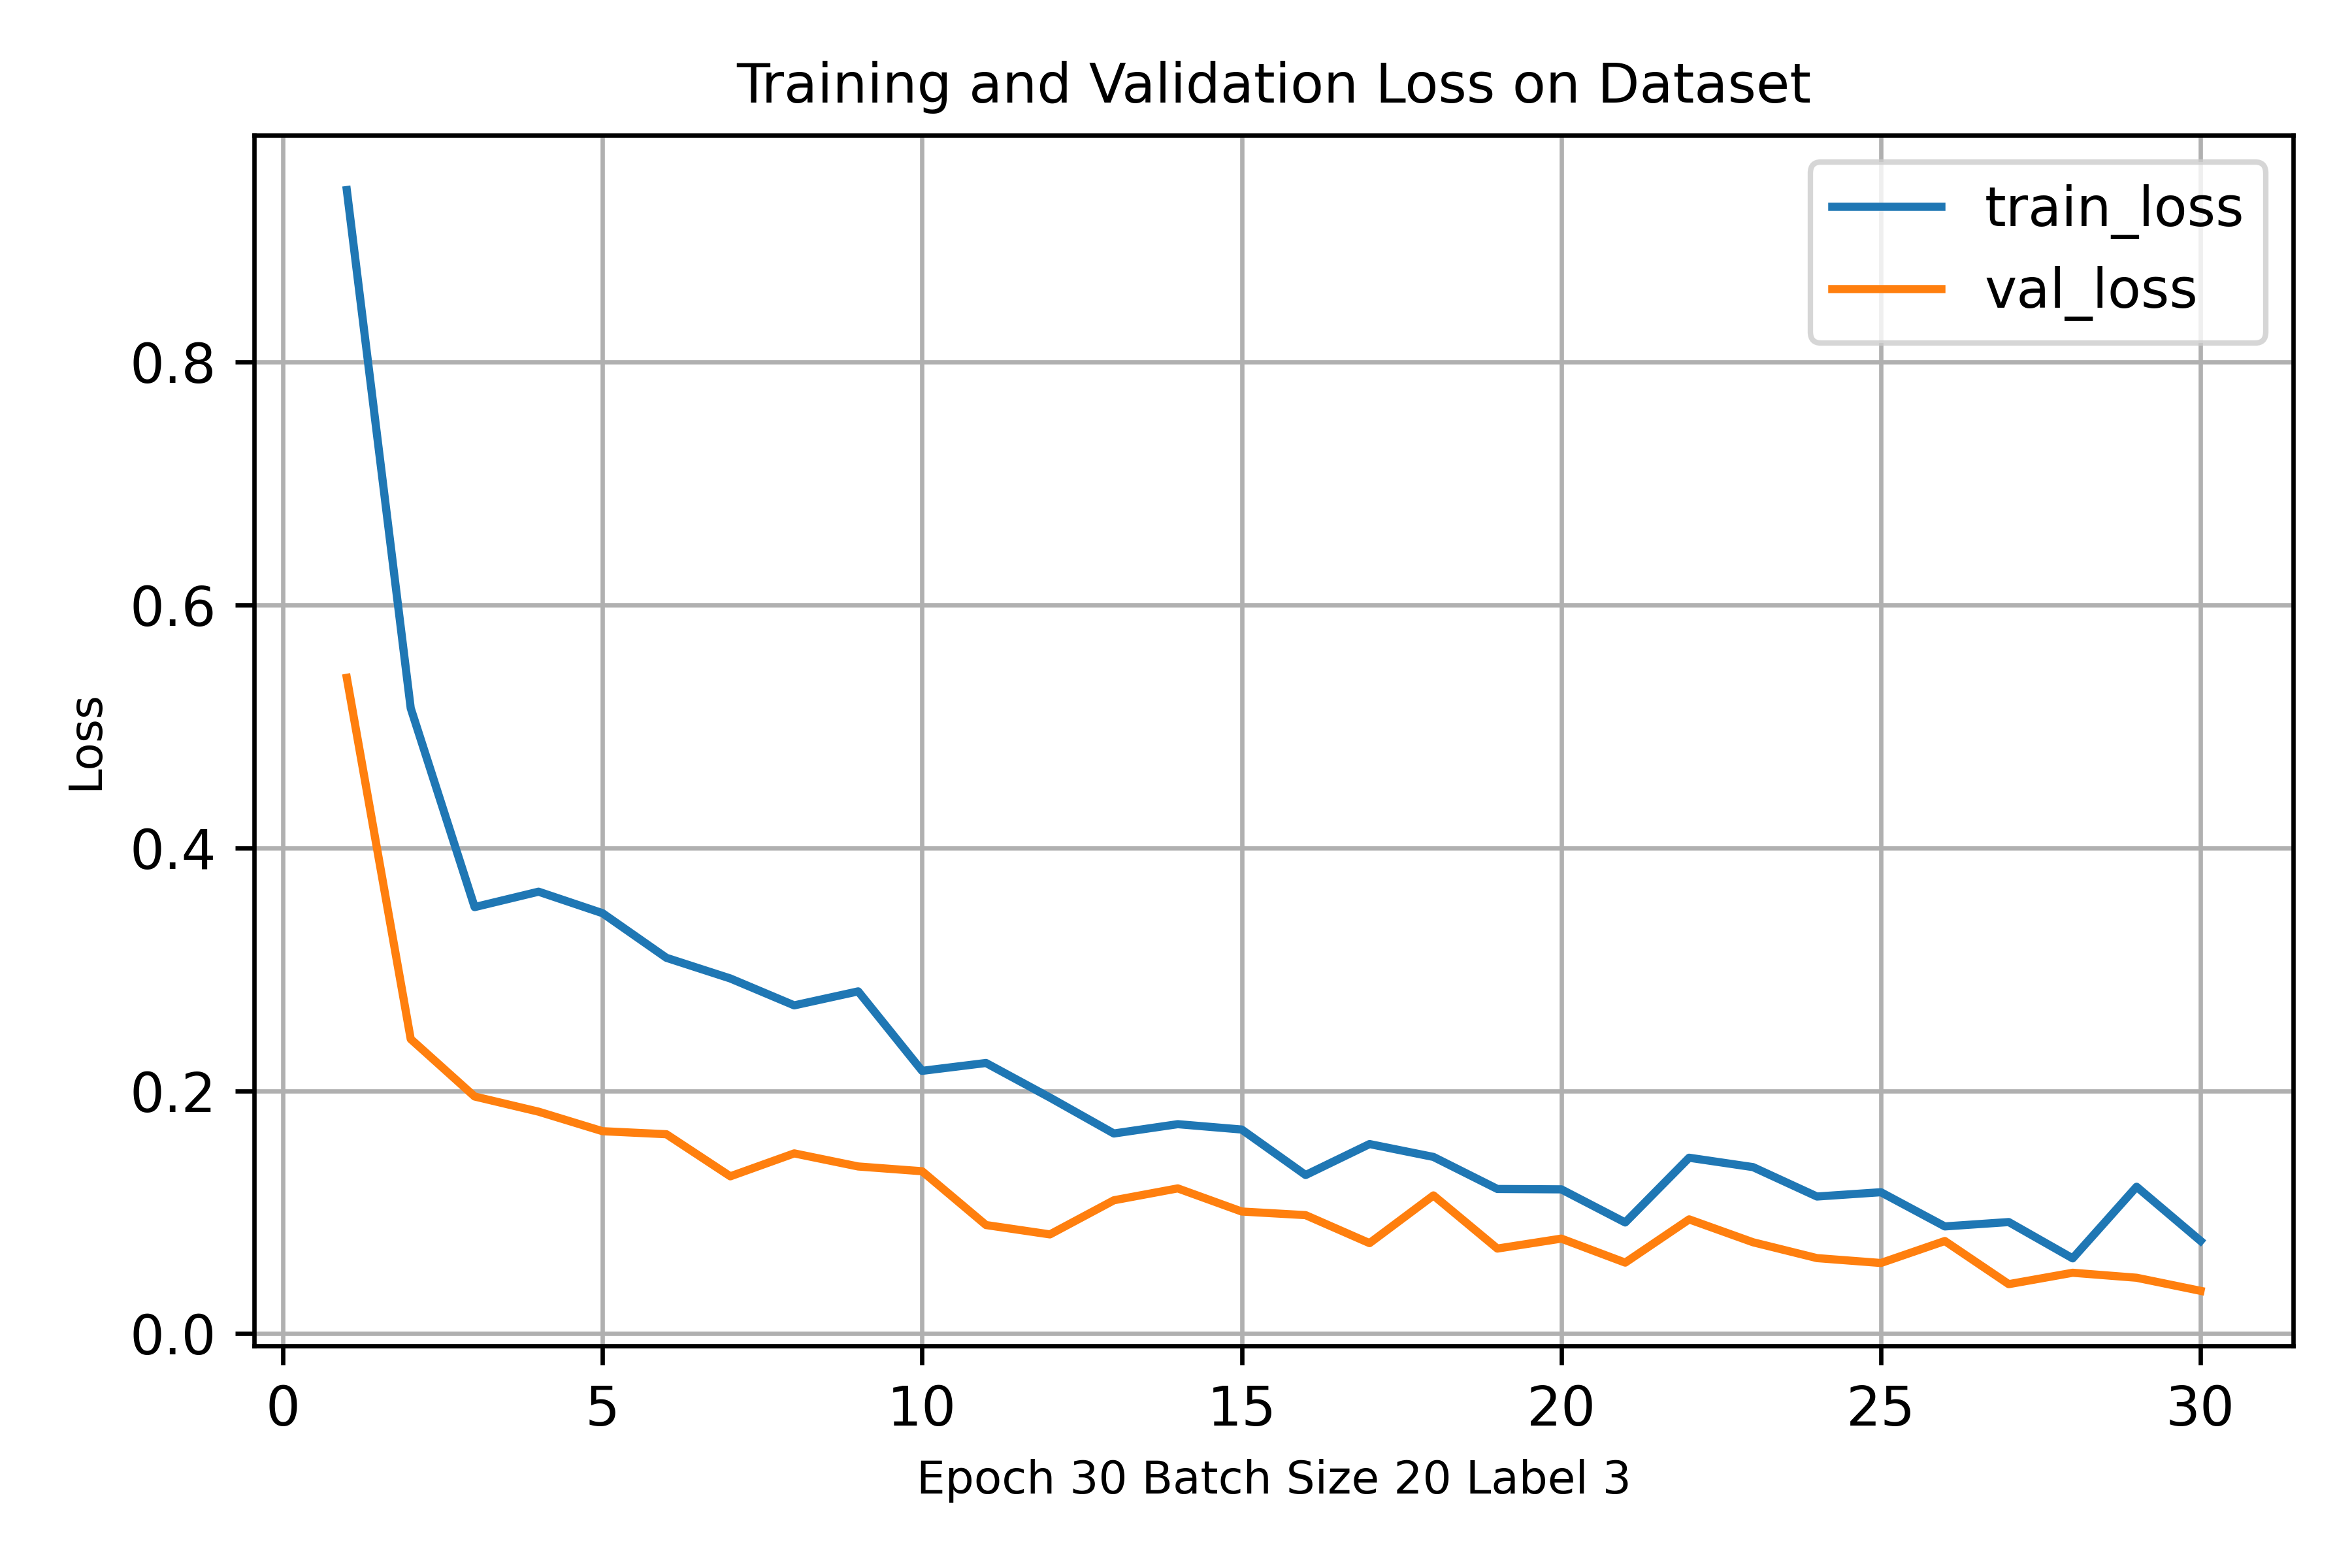 Training and Validation Loss on Dataset
train_loss
val_loss
Loss
0.8
0.6
0.4
0.2
0.0
0 5 10 15 20 25 30
Epoch 30 Batch Size 20 Label 3